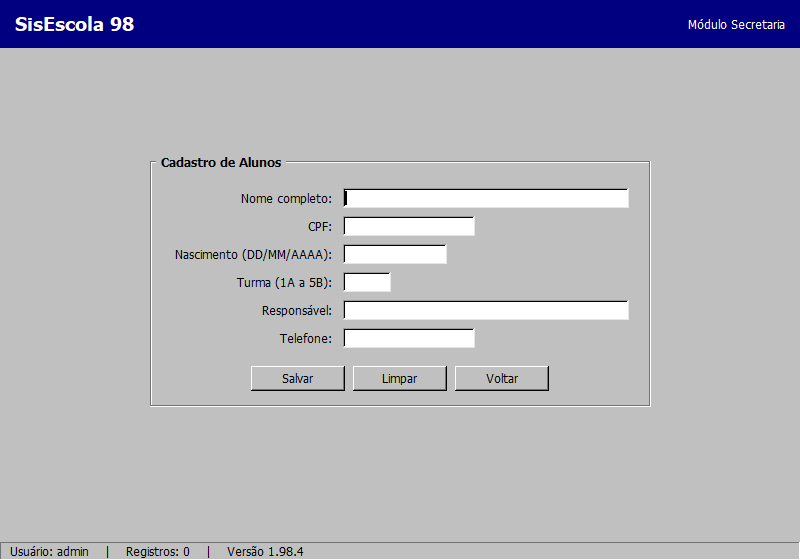 SisEscola 98 Módulo Secretaria
Cadastro de Alunos
Nome completo:
CPF:
Nascimento (DD/MM/AAAA):
Turma (1A a 5B):
Responsável:
Telefone:
Salvar Limpar Voltar
Usuário: admin | Registros: 0 | Versão 1.98.4